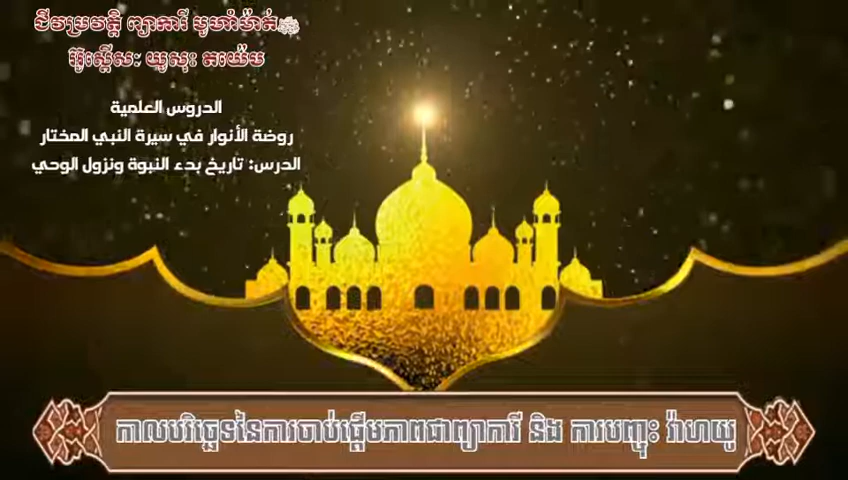 ជីវប្រវត្តិ ព្យាការី មូហាំម៉ាត់ﷺ
អ៊ូស្តើសៈ យូសុះ តយ៉េប
الدروس العلمية
روضة الأنوار في سيرة النبي المختار
الدرس: تاريخ بدء النبوة ونزول الوحي
កាលបរិច្ឆេទនៃការចាប់ផ្តើមភាពជាព្យាការី និង ការបញ្ចុះ វ៉ាហយូ